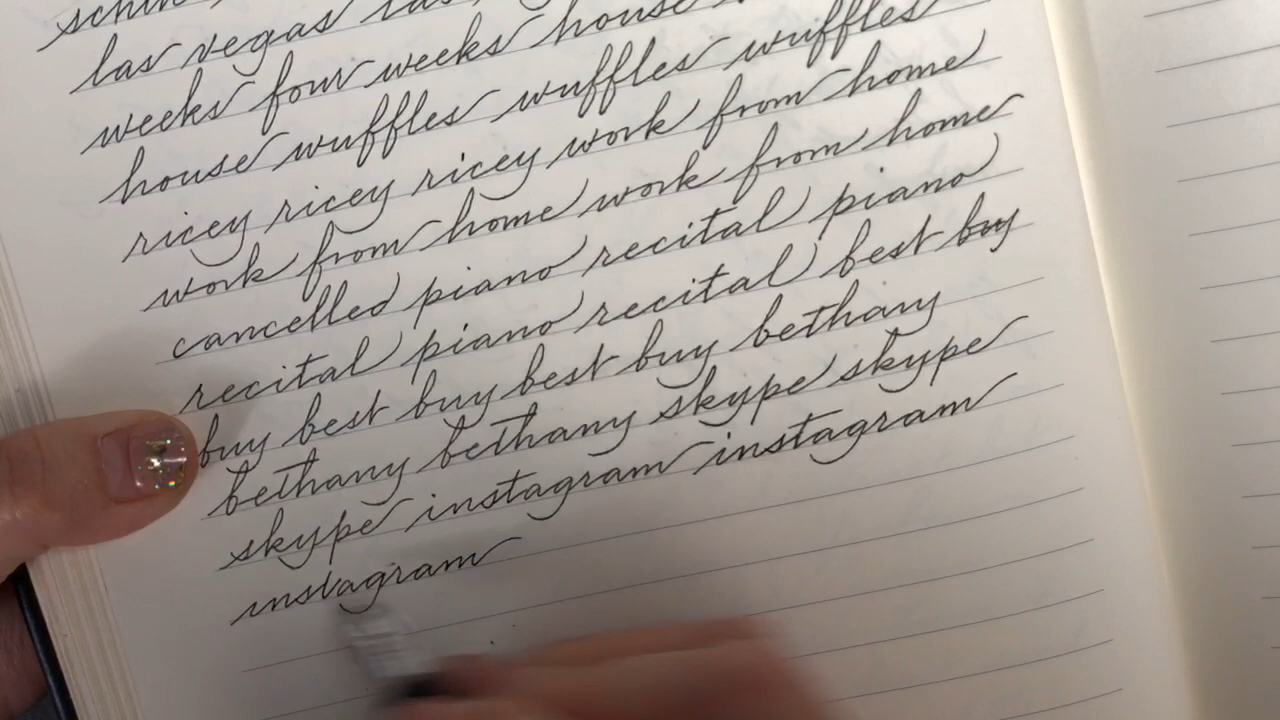 las vegas las
weeks four weeks house
house wuffles wuffles wuffles
ricey ricey ricey work from home
work from home work from home
cancelled piano recital piano
recital piano recital best buy
buy best buy best buy bethany
bethany bethany skype skype
skype instagram instagram
instagram